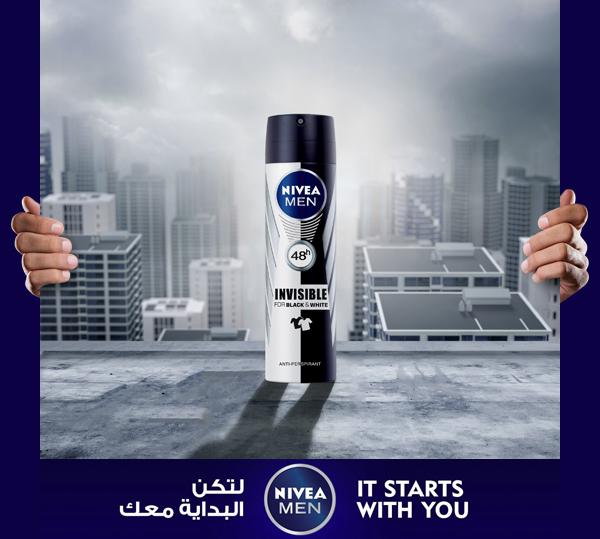 NIVEA
MEN
48h
INVISIBLE
FOR BLACK & WHITE
ANTI-PERSPIRANT
لتكن
البداية معك
NIVEA
MEN
IT STARTS
WITH YOU